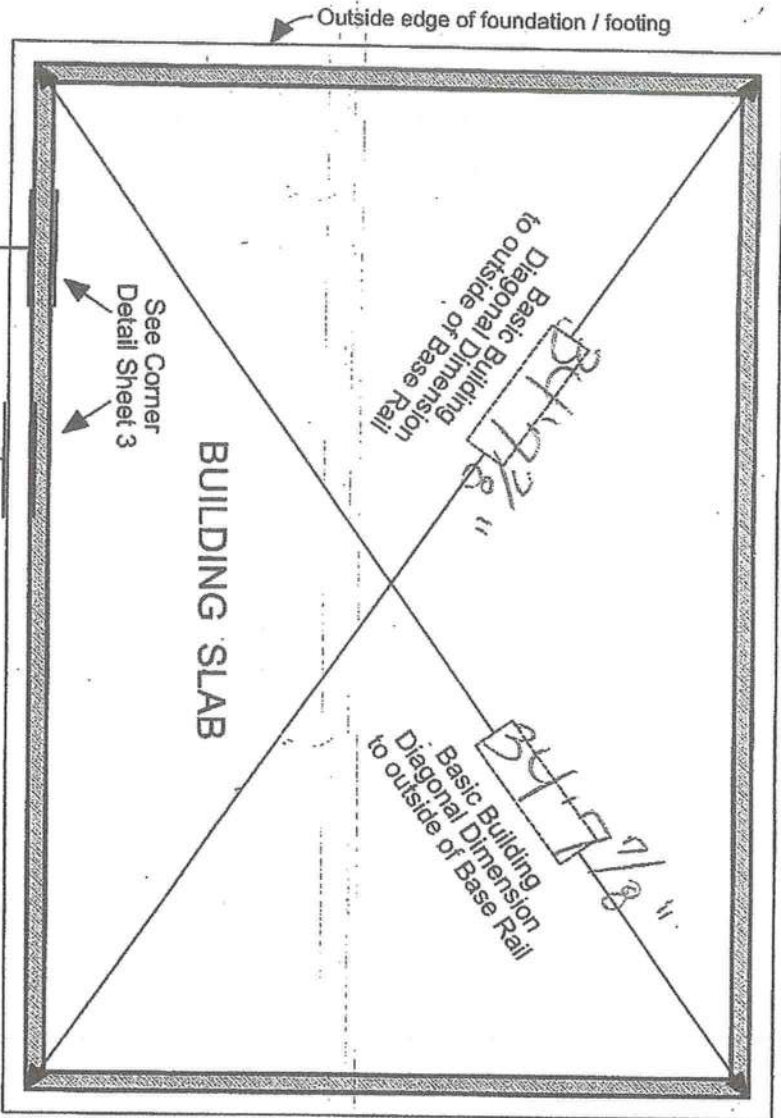 Outside edge of foundation / footing
Basic Building
Diagonal Dimension
to outside of Base Rail
Basic Building
Diagonal Dimension
to outside of Base Rail
See Corner
Detail Sheet 3
BUILDING SLAB